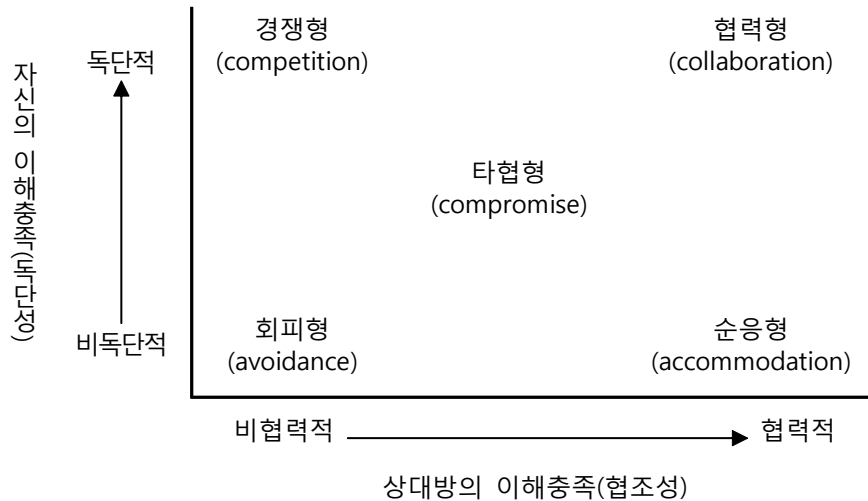 경쟁형
(competition)
협력형
(collaboration)
독단적
자신의 이해충족(독단성)
타협형
(compromise)
비독단적
회피형
(avoidance)
순응형
(accommodation)
비협력적
협력적
상대방의 이해충족(협조성)